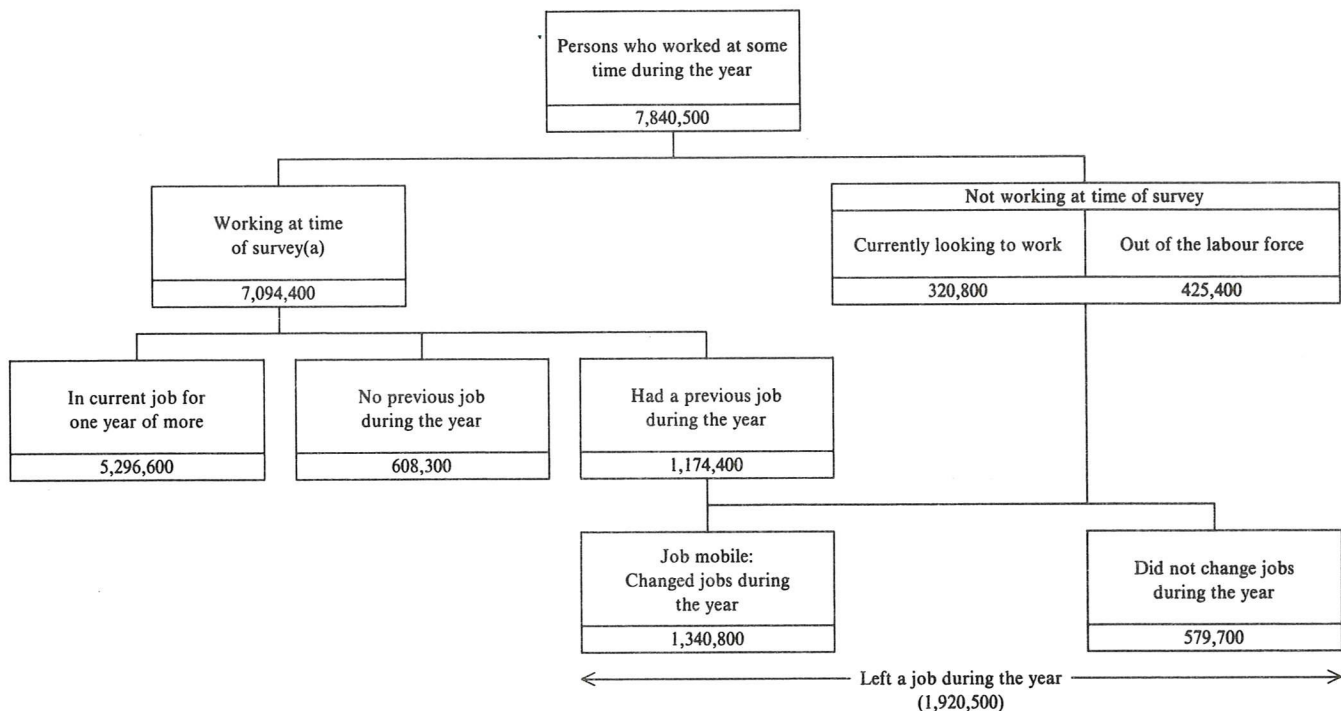 Persons who worked at some
time during the year
7,840,500
Working at time
of survey(a)
7,094,400
Not working at time of survey
Currently looking to work
Out of the labour force
320,800
425,400
In current job for
one year of more
5,296,600
No previous job
during the year
608,300
Had a previous job
during the year
1,174,400
Job mobile:
Changed jobs during
the year
1,340,800
Did not change jobs
during the year
579,700
Left a job during the year
(1,920,500)